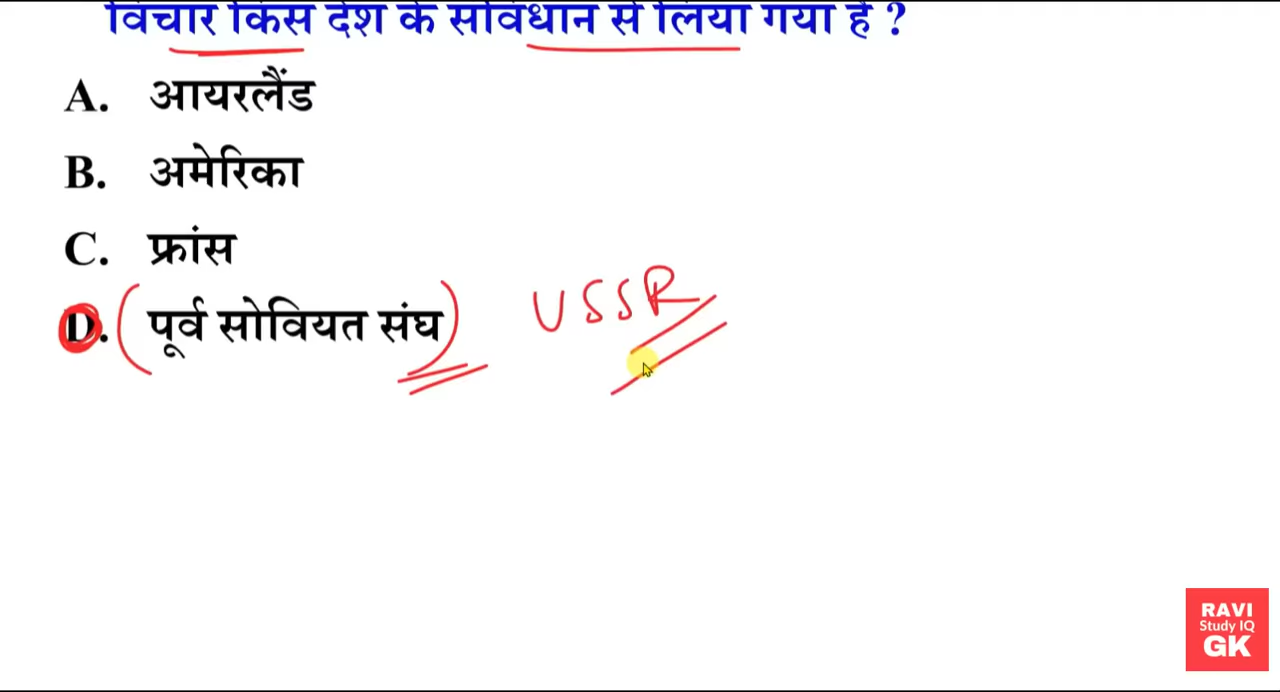 विचार किस देश के संविधान से लिया गया है ?
A. आयरलैंड
B. अमेरिका
C. फ्रांस
D. (पूर्व सोवियत संघ) USSR
RAVI
Study IQ
GK